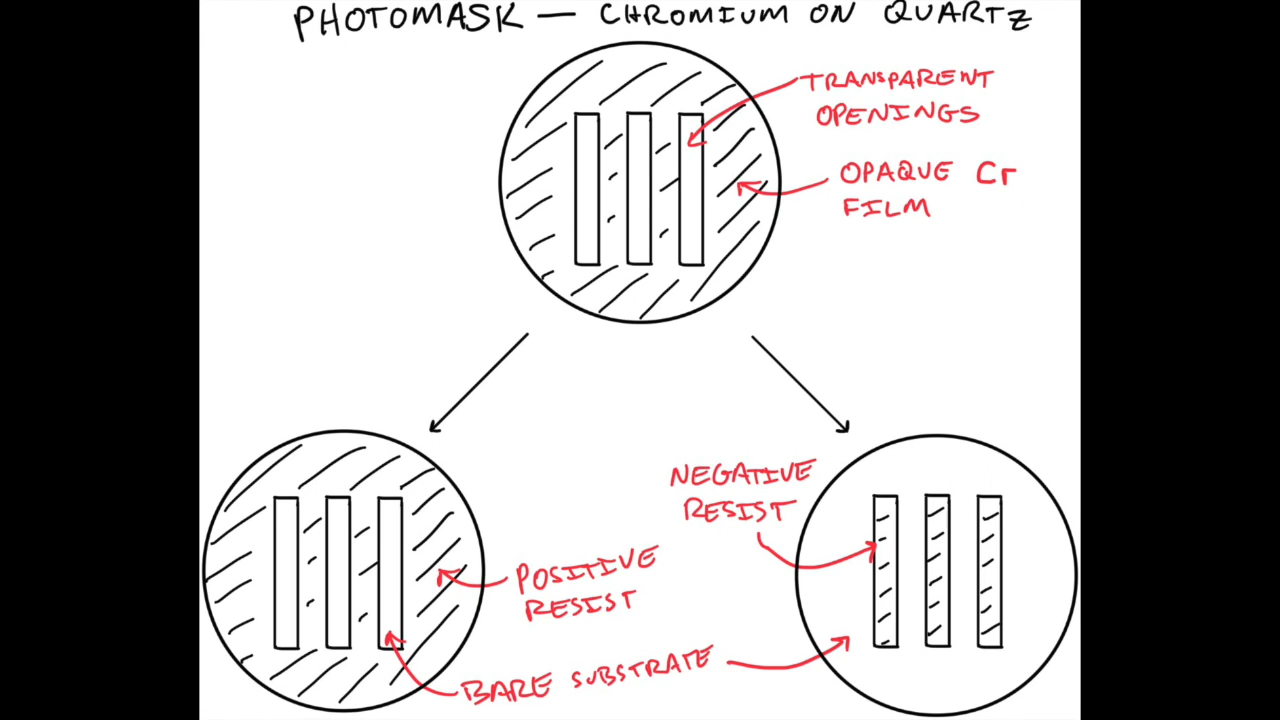 PHOTOMASK — CHROMIUM ON QUARTZ
TRANSPARENT
OPENINGS
OPAQUE Cr
FILM
NEGATIVE
RESIST
POSITIVE
RESIST
BARE SUBSTRATE